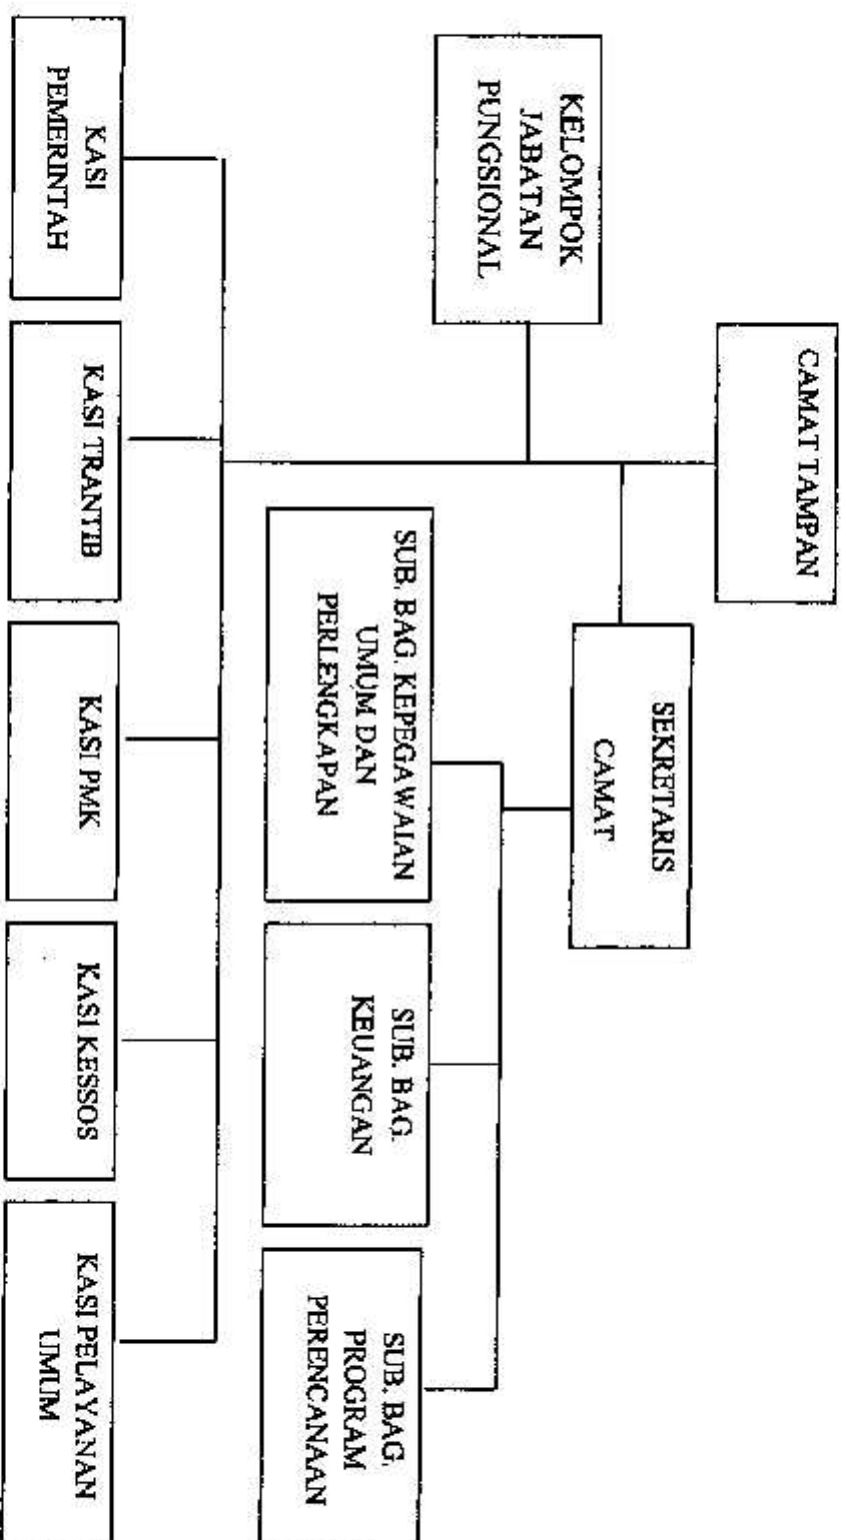 CAMAT TAMPAN
KELOMPOK
JABATAN
PUNGSIONAL
SEKRETARIS
CAMAT
SUB. BAG. KEPEGAWAIAN
UMUM DAN
PERLENGKAPAN
SUB. BAG.
KEUANGAN
SUB. BAG.
PROGRAM
PERENCANAAN
KASI
PEMERINTAH
KASI TRANTIB
KASI PMK
KASI KESSOS
KASI PELAYANAN
UMUM